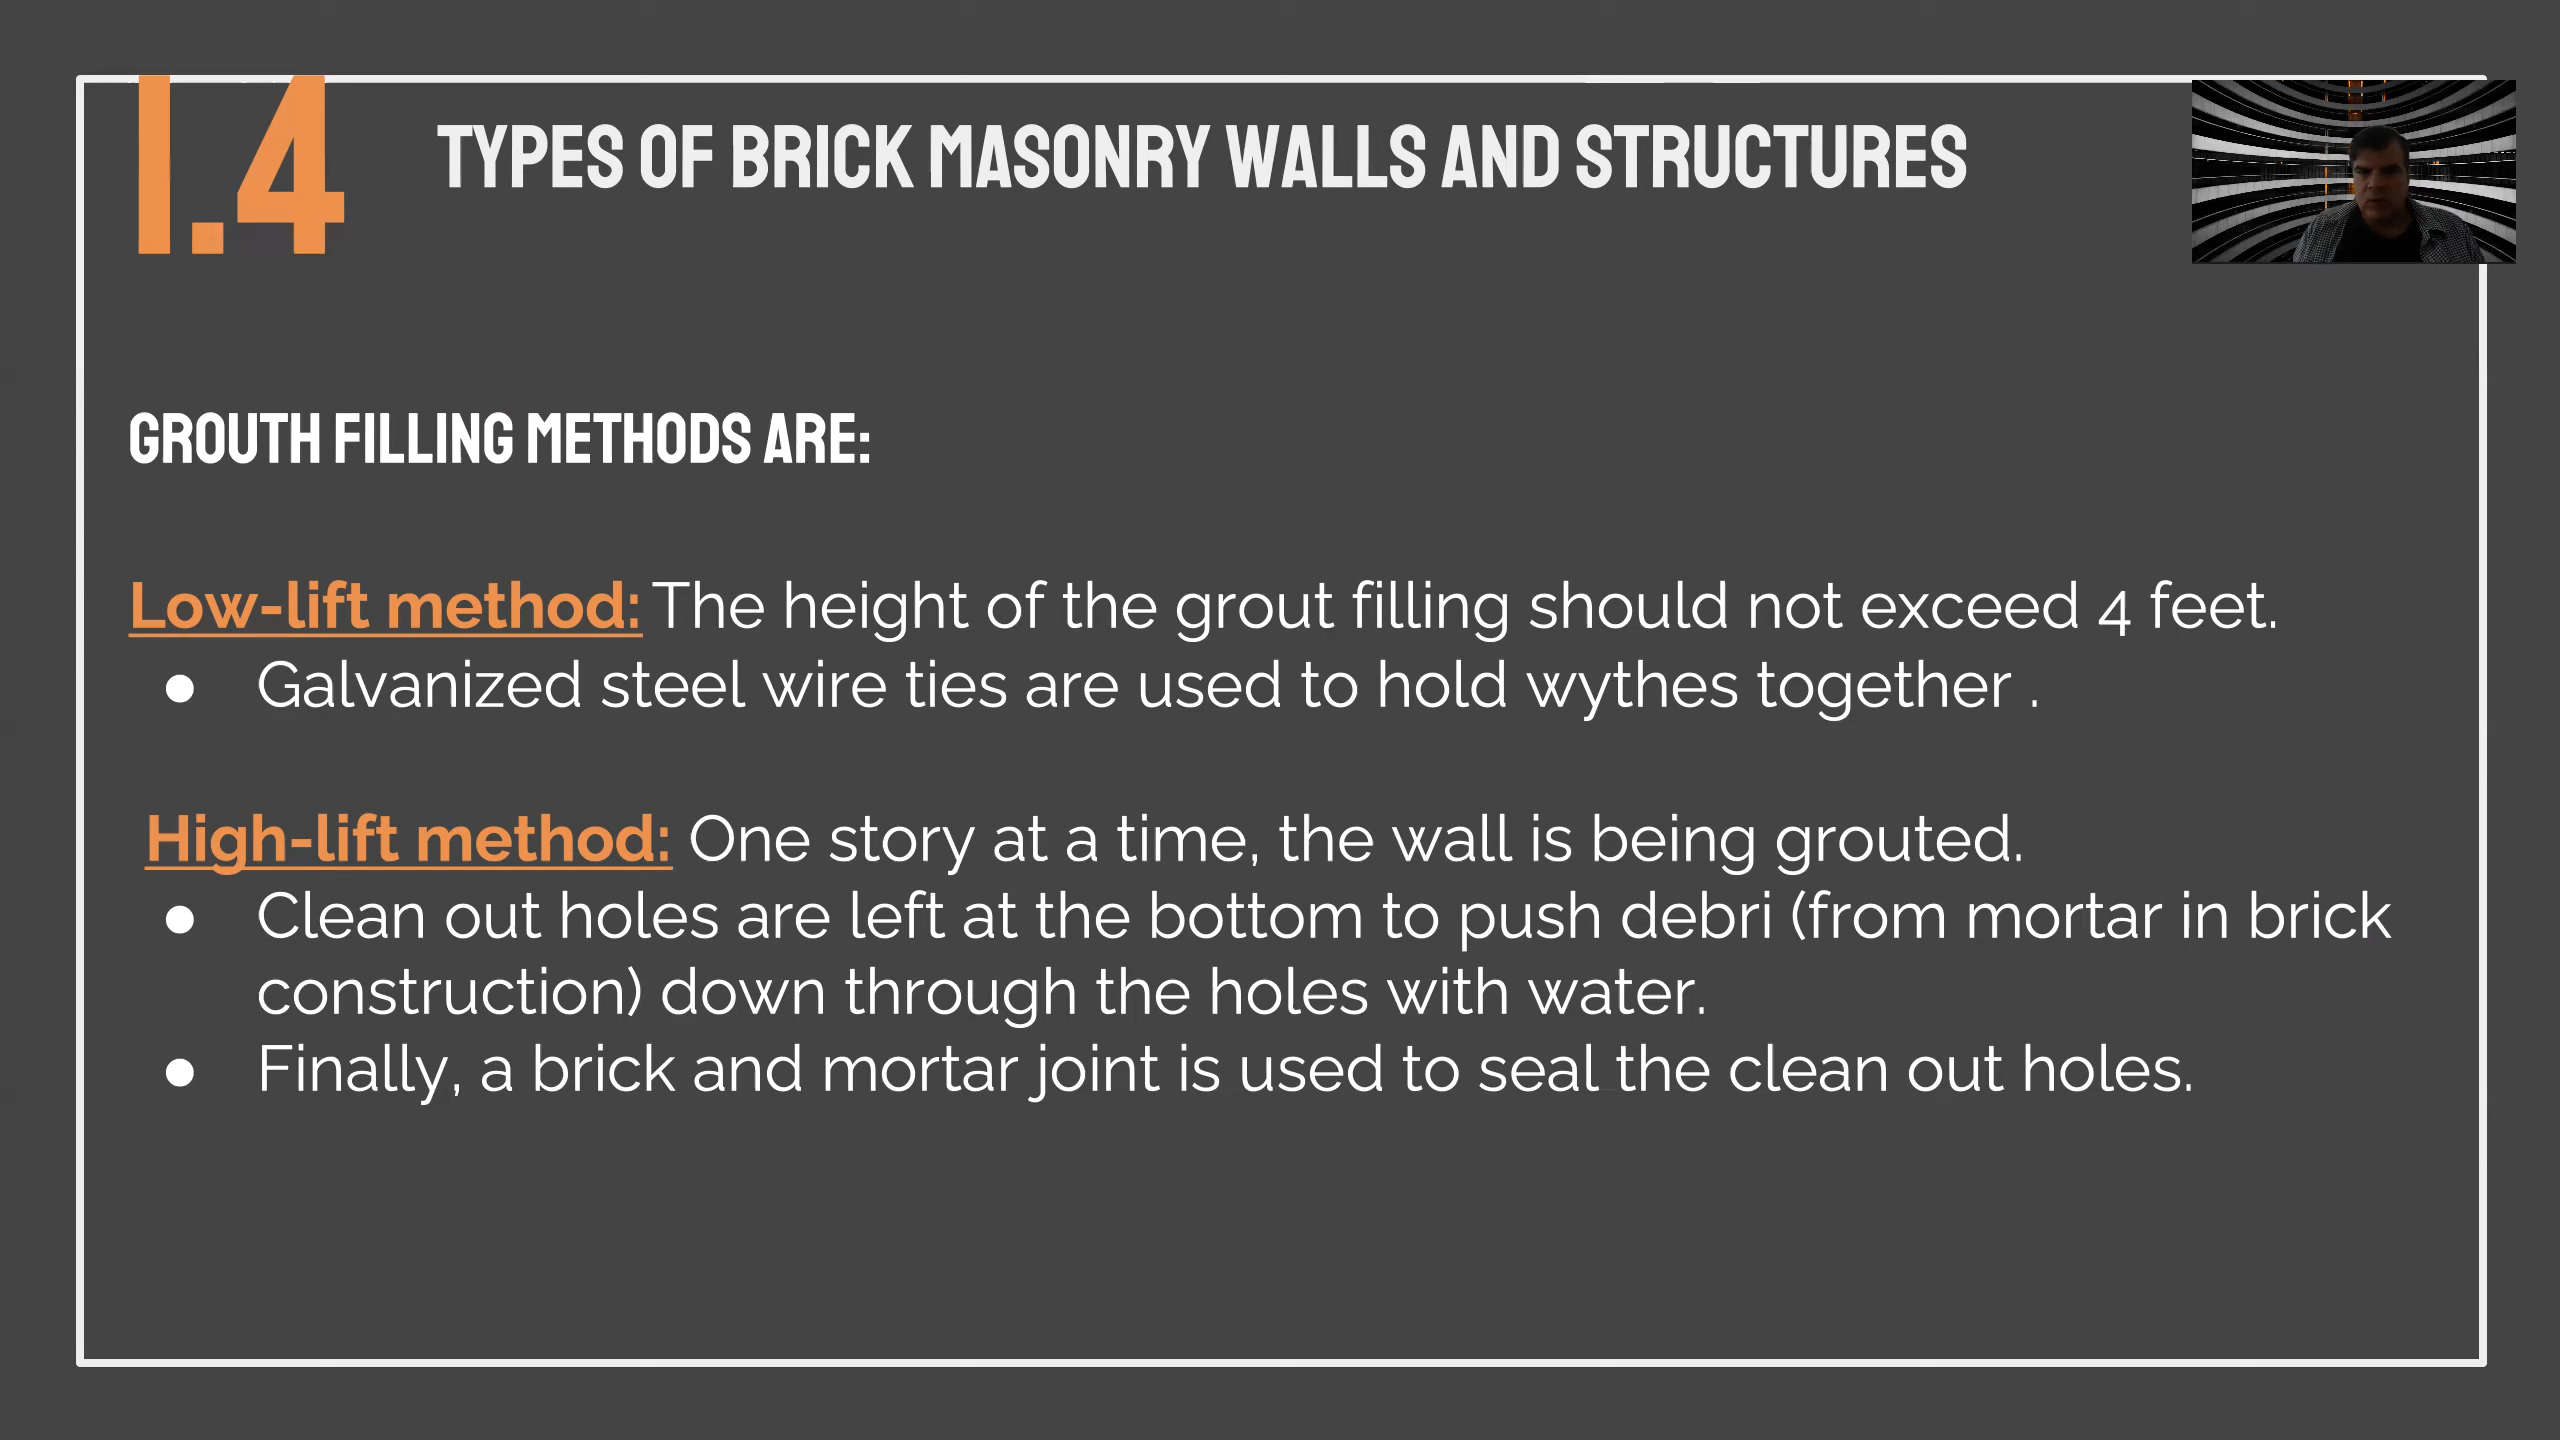 1.4
TYPES OF BRICK MASONRY WALLS AND STRUCTURES
GROUTH FILLING METHODS ARE:
Low-lift method: The height of the grout filling should not exceed 4 feet.
● Galvanized steel wire ties are used to hold wythes together .
High-lift method: One story at a time, the wall is being grouted.
● Clean out holes are left at the bottom to push debri (from mortar in brick
construction) down through the holes with water.
● Finally, a brick and mortar joint is used to seal the clean out holes.